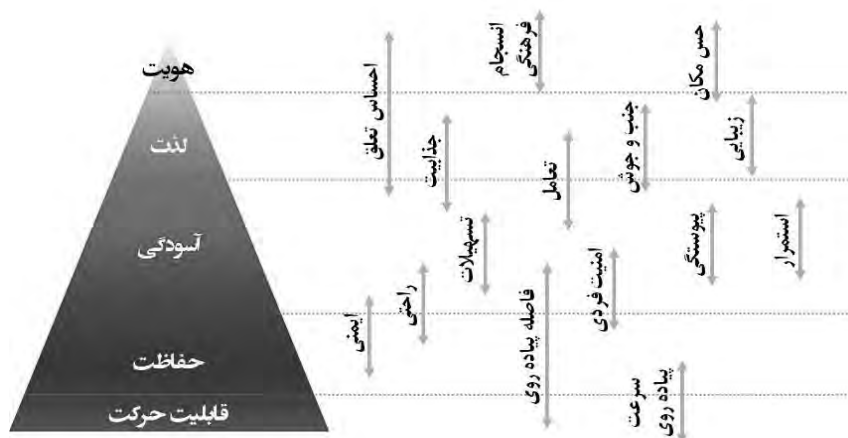 هویت
لذت
آسودگی
حفاظت
قابلیت حرکت
حس مکان
انسجام
فرهنگی
احساس تعلق
زیبایی
جنب و جوش
تعامل
جذابیت
استمرار
پیوستگی
امنیت فردی
تسهیلات
فاصله پیاده روی
راحتی
ایمنی
سرعت
پیاده روی